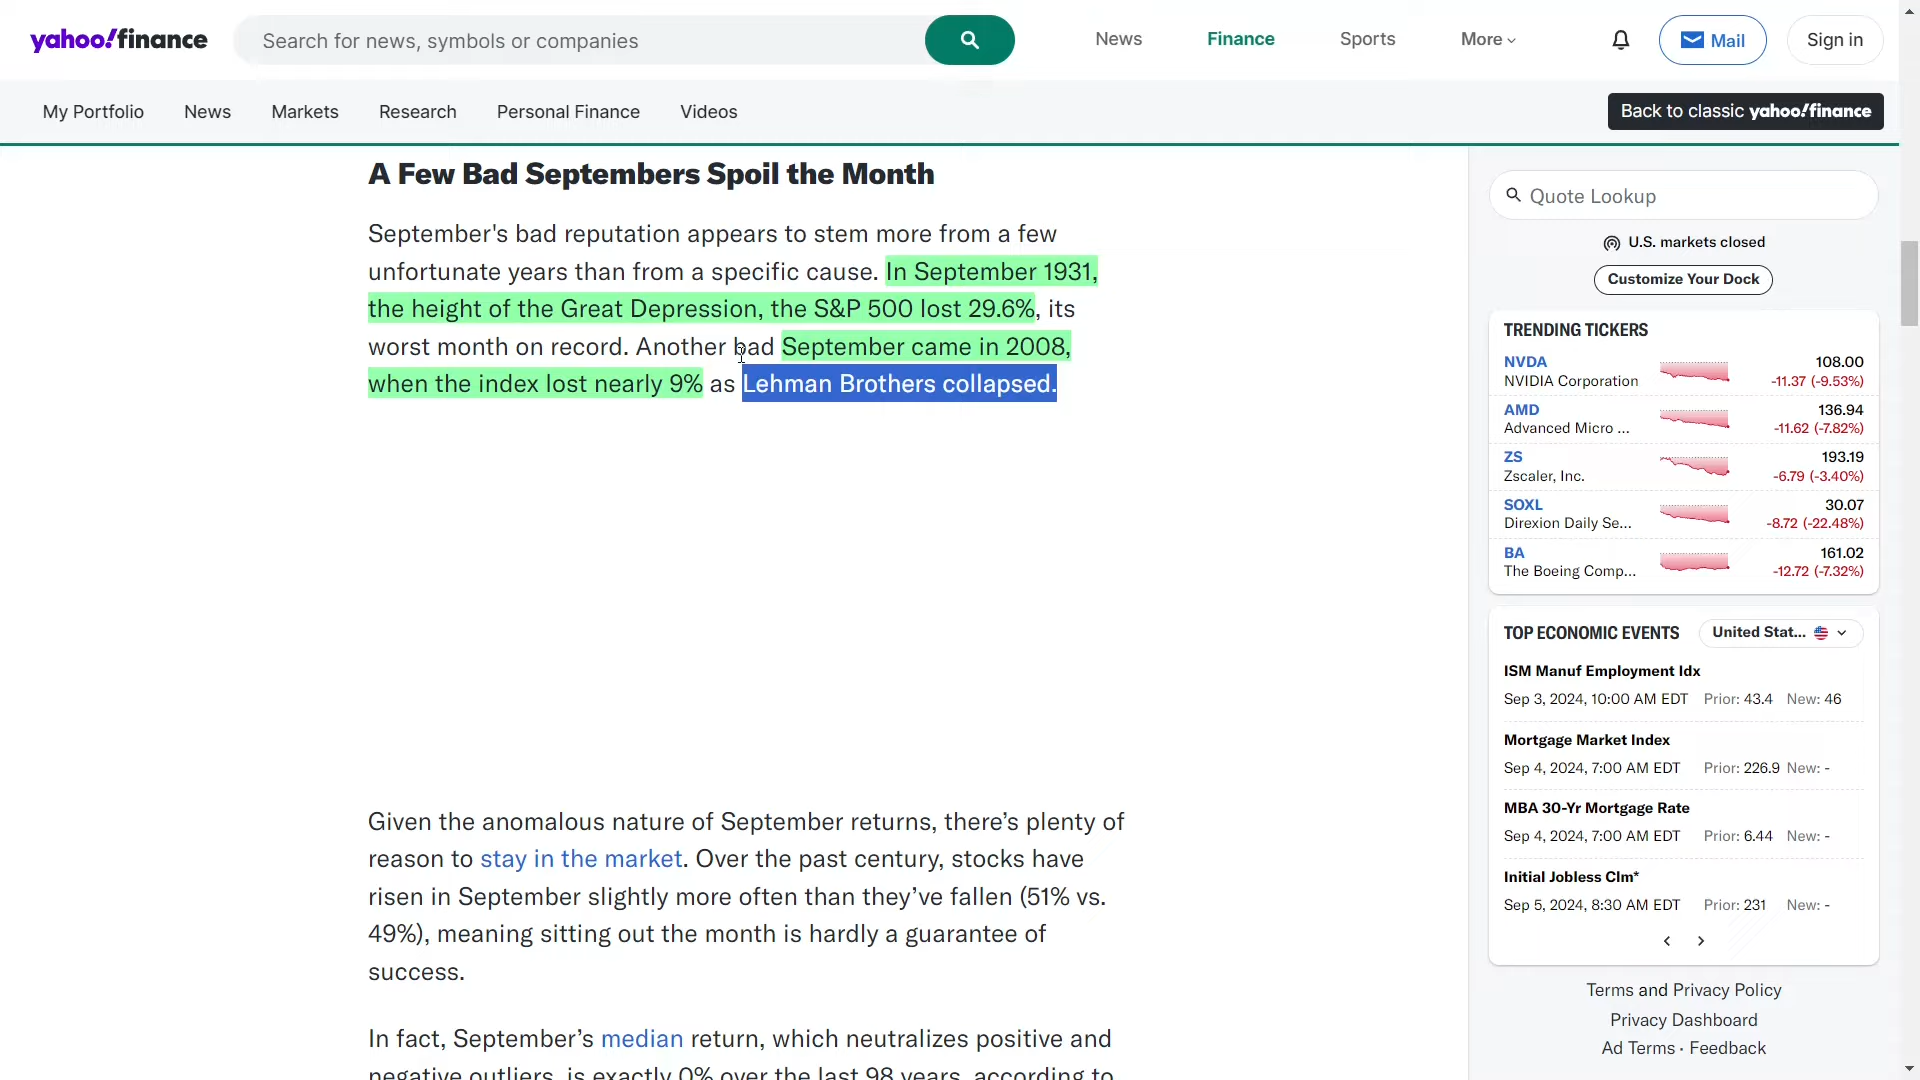 yahoo!finance
Search for news, symbols or companies
News
Finance
Sports
More
Mail
Sign in
My Portfolio
News
Markets
Research
Personal Finance
Videos
Back to classic yahoo!finance
A Few Bad Septembers Spoil the Month
September's bad reputation appears to stem more from a few
unfortunate years than from a specific cause. In September 1931,
the height of the Great Depression, the S&P 500 lost 29.6%, its
worst month on record. Another bad September came in 2008,
when the index lost nearly 9% as Lehman Brothers collapsed.
Given the anomalous nature of September returns, there’s plenty of
reason to stay in the market. Over the past century, stocks have
risen in September slightly more often than they’ve fallen (51% vs.
49%), meaning sitting out the month is hardly a guarantee of
success.
In fact, September’s median return, which neutralizes positive and
negative outliers, is exactly 0% over the last 98 years, according to
Quote Lookup
U.S. markets closed
Customize Your Dock
TRENDING TICKERS
NVDA 108.00
NVIDIA Corporation -11.37 (-9.53%)
AMD 136.94
Advanced Micro ... -11.62 (-7.82%)
ZS 193.19
Zscaler, Inc. -6.79 (-3.40%)
SOXL 30.07
Direxion Daily Se... -8.72 (-22.48%)
BA 161.02
The Boeing Comp... -12.72 (-7.32%)
TOP ECONOMIC EVENTS United Stat...
ISM Manuf Employment Idx
Sep 3, 2024, 10:00 AM EDT Prior: 43.4 New: 46
Mortgage Market Index
Sep 4, 2024, 7:00 AM EDT Prior: 226.9 New: -
MBA 30-Yr Mortgage Rate
Sep 4, 2024, 7:00 AM EDT Prior: 6.44 New: -
Initial Jobless Clm*
Sep 5, 2024, 8:30 AM EDT Prior: 231 New: -
Terms and Privacy Policy
Privacy Dashboard
Ad Terms · Feedback